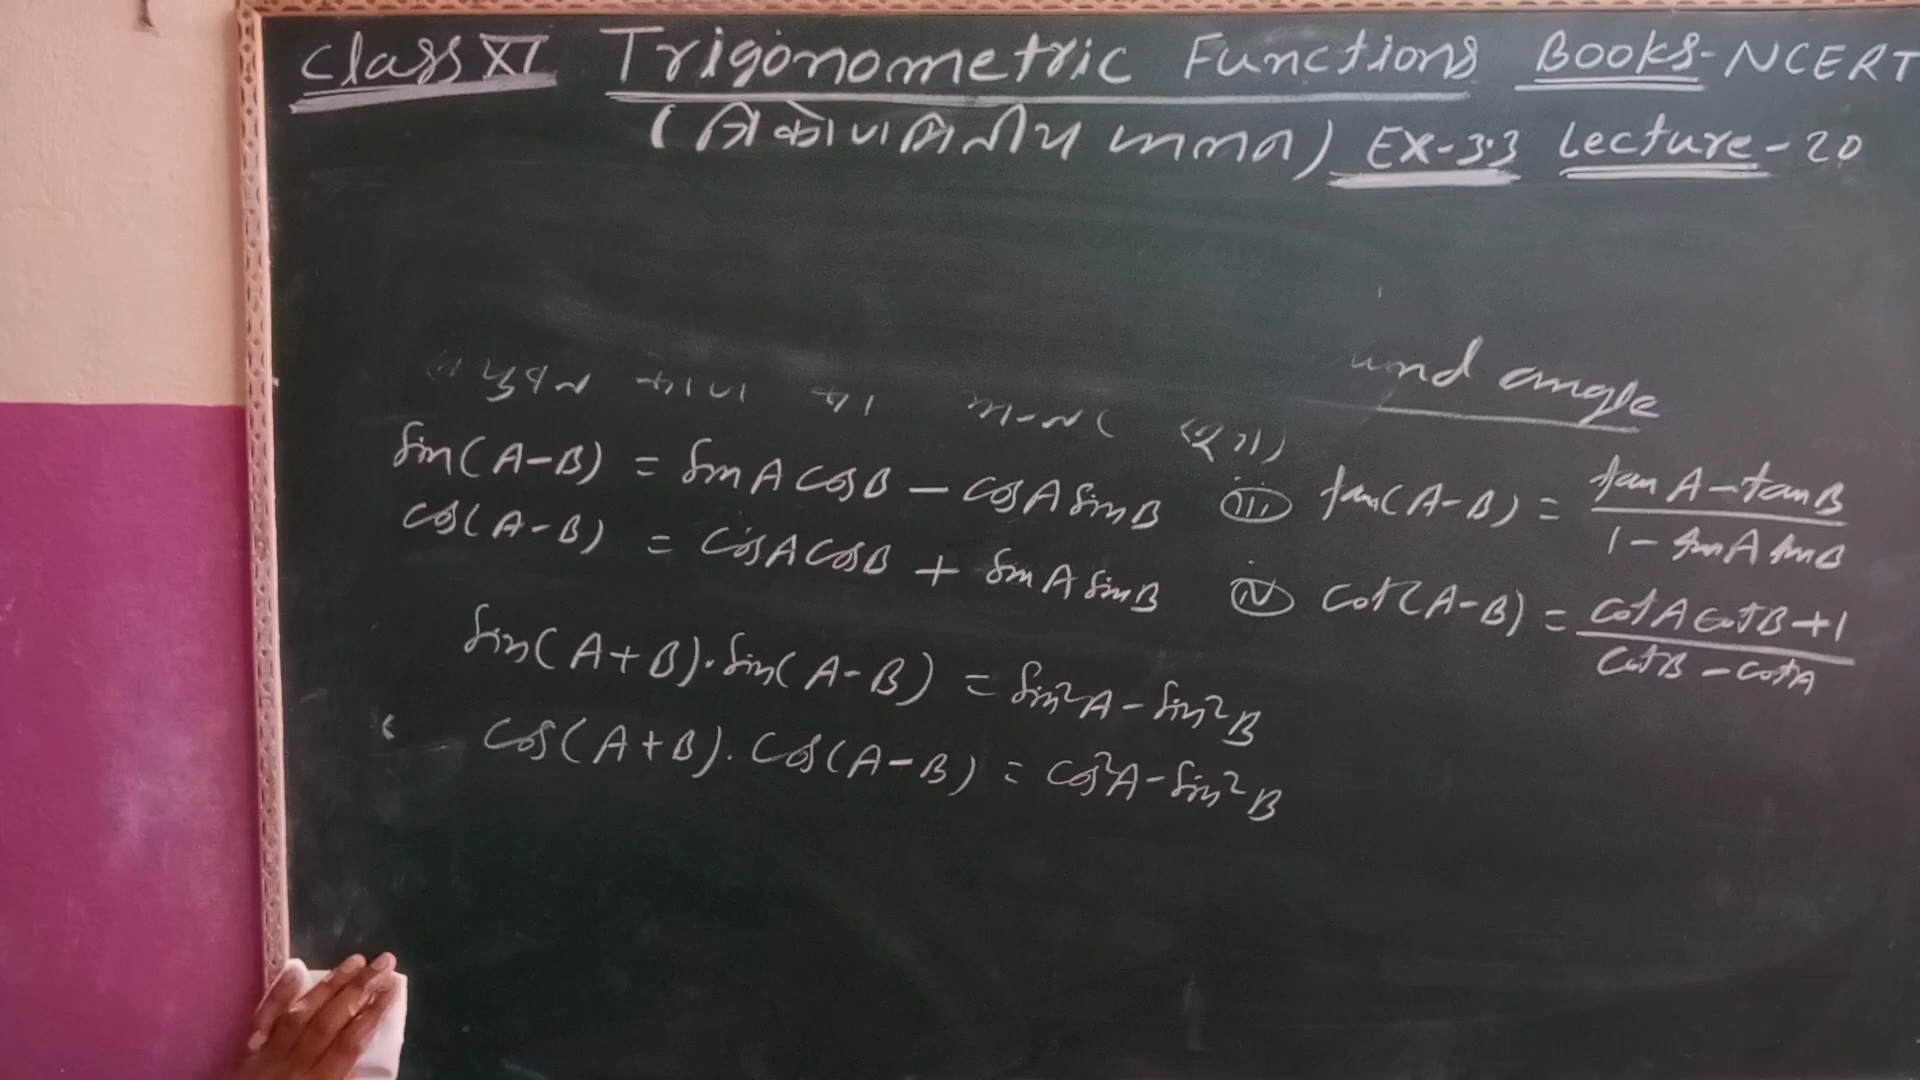 Class XI Trigonometric Functions Books-NCERT
(त्रिकोणमितीय फलन) EX-3.3 Lecture-20
und angle
sin(A-B) = sinA cosB - cosA sinB (iii) tan(A-B) = (tanA - tanB)/(1 - tanA tanB)
cos(A-B) = cosA cosB + sinA sinB (iv) cot(A-B) = (cotA cotB + 1)/(cotB - cotA)
sin(A+B).sin(A-B) = sin²A - sin²B
cos(A+B).cos(A-B) = cos²A - sin²B